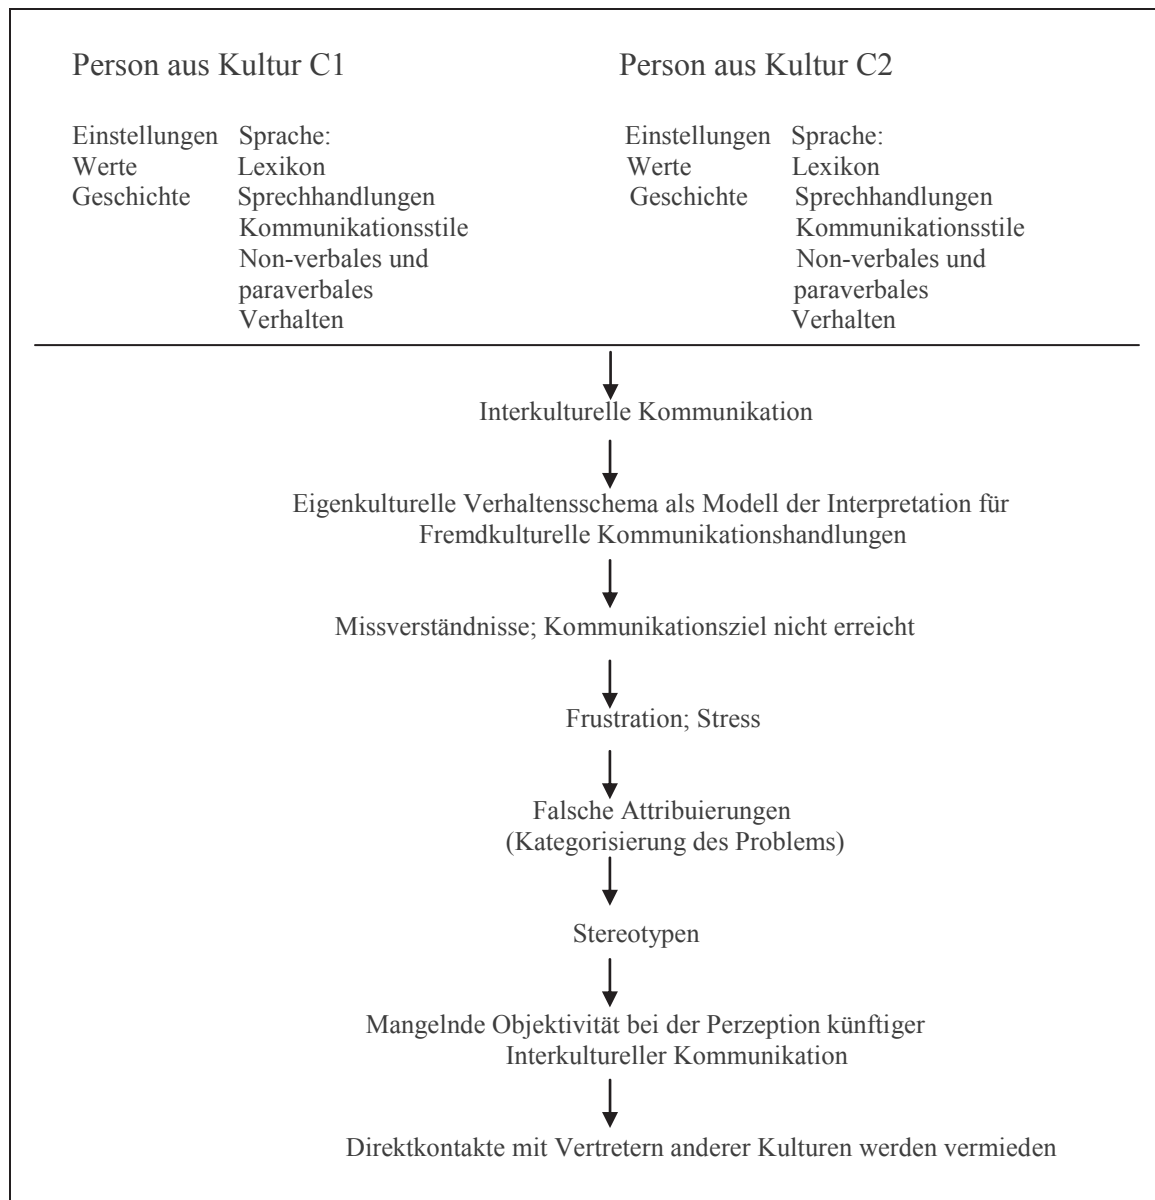 Person aus Kultur C1
Person aus Kultur C2
Einstellungen Sprache:
Werte Lexikon
Geschichte Sprechhandlungen
Kommunikationsstile
Non-verbales und
paraverbales
Verhalten
Einstellungen Sprache:
Werte Lexikon
Geschichte Sprechhandlungen
Kommunikationsstile
Non-verbales und
paraverbales
Verhalten
Interkulturelle Kommunikation
Eigenkulturelle Verhaltensschema als Modell der Interpretation für
Fremdkulturelle Kommunikationshandlungen
Missverständnisse; Kommunikationsziel nicht erreicht
Frustration; Stress
Falsche Attribuierungen
(Kategorisierung des Problems)
Stereotypen
Mangelnde Objektivität bei der Perzeption künftiger
Interkultureller Kommunikation
Direktkontakte mit Vertretern anderer Kulturen werden vermieden